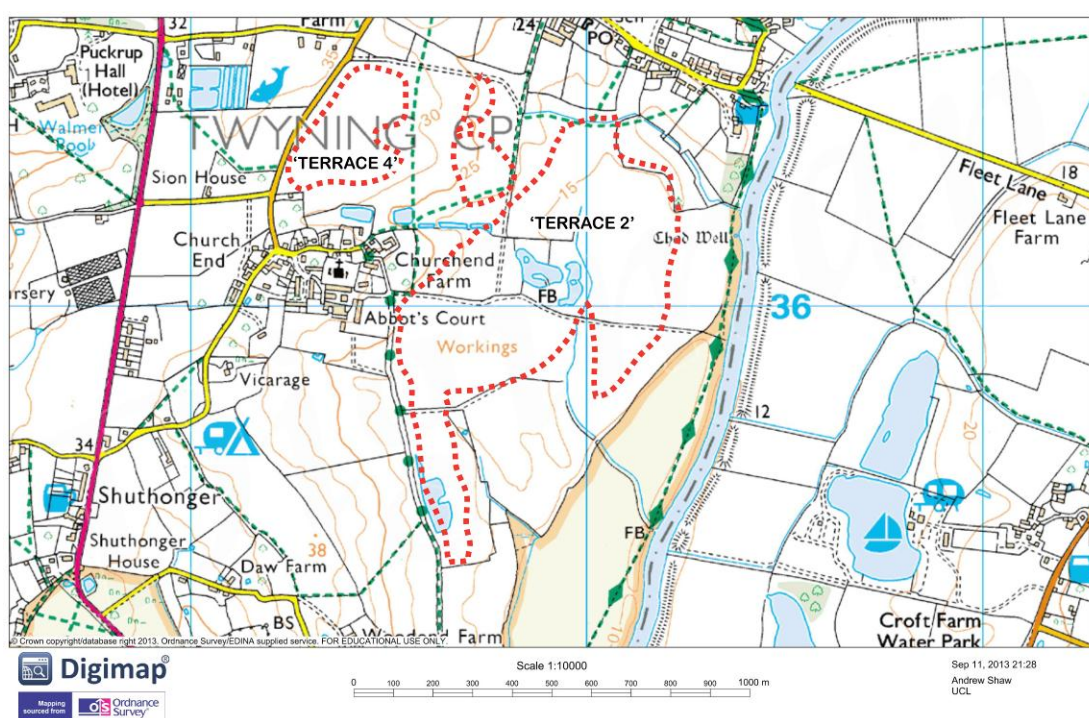 32
Farm
24
Sch
PO
Puckrup
Hall
(Hotel)
35
Walmer
Pool
H
TWYNING CP
30
'TERRACE 4'
25
15
'TERRACE 2'
Sion House
Fleet Lane
18
Fleet Lane
Farm
Chad Well
Church
End
Churchend
Farm
FB
36
ursery
Abbot's Court
Workings
Vicarage
12
34
20
Shuthonger
Shuthonger
House
38
Daw Farm
FB
BS
Woodend Farm
10
Croft Farm
Water Park
© Crown copyright/database right 2013. Ordnance Survey/EDINA supplied service. FOR EDUCATIONAL USE ONLY.
Digimap®
Mapping
sourced from
OS Ordnance
Survey®
Scale 1:10000
0 100 200 300 400 500 600 700 800 900 1000 m
Sep 11, 2013 21:28
Andrew Shaw
UCL